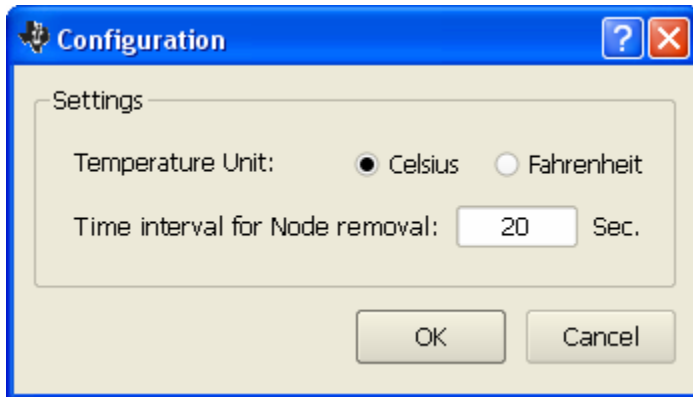 Configuration
?
Settings
Temperature Unit: Celsius Fahrenheit
Time interval for Node removal: 20 Sec.
OK Cancel